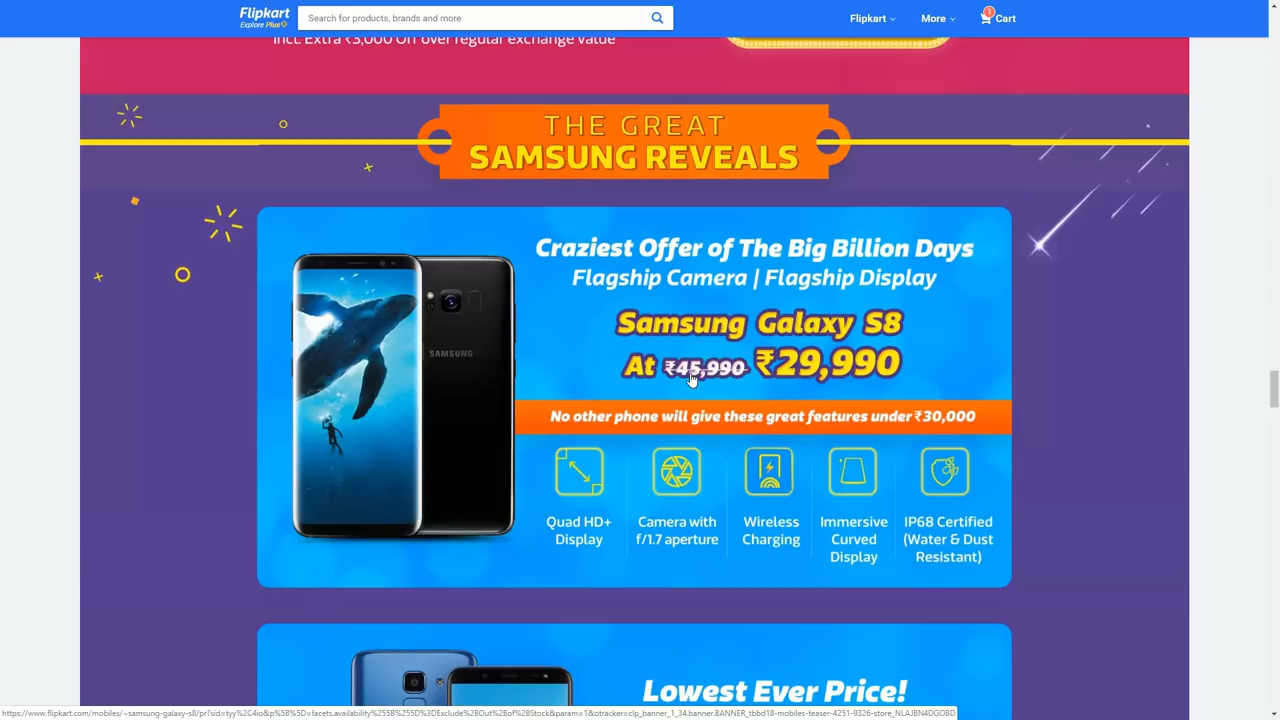 Flipkart
Explore Plus
Search for products, brands and more
Flipkart
More
1
Cart
Incl. Extra ₹3,000 Off over regular exchange value
THE GREAT
SAMSUNG REVEALS
Craziest Offer of The Big Billion Days
Flagship Camera | Flagship Display
Samsung Galaxy S8
At ₹45,990 ₹29,990
SAMSUNG
No other phone will give these great features under ₹30,000
Quad HD+
Display
Camera with
f/1.7 aperture
Wireless
Charging
Immersive
Curved
Display
IP68 Certified
(Water & Dust
Resistant)
Lowest Ever Price!